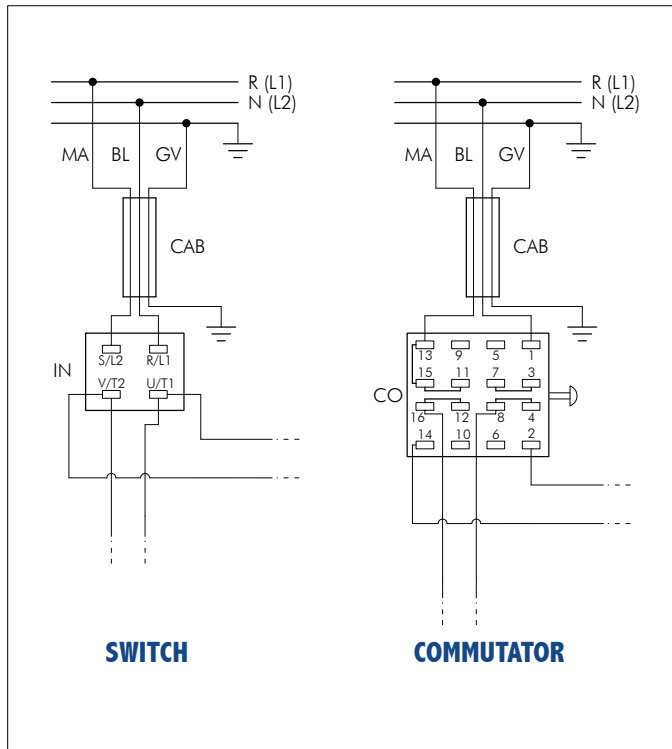 R (L1)
N (L2)
MA BL GV
CAB
S/L2 R/L1
IN
V/T2 U/T1
SWITCH
R (L1)
N (L2)
MA BL GV
CAB
13 9 5 1
15 11 7 3
CO
16 12 8 4
14 10 6 2
COMMUTATOR